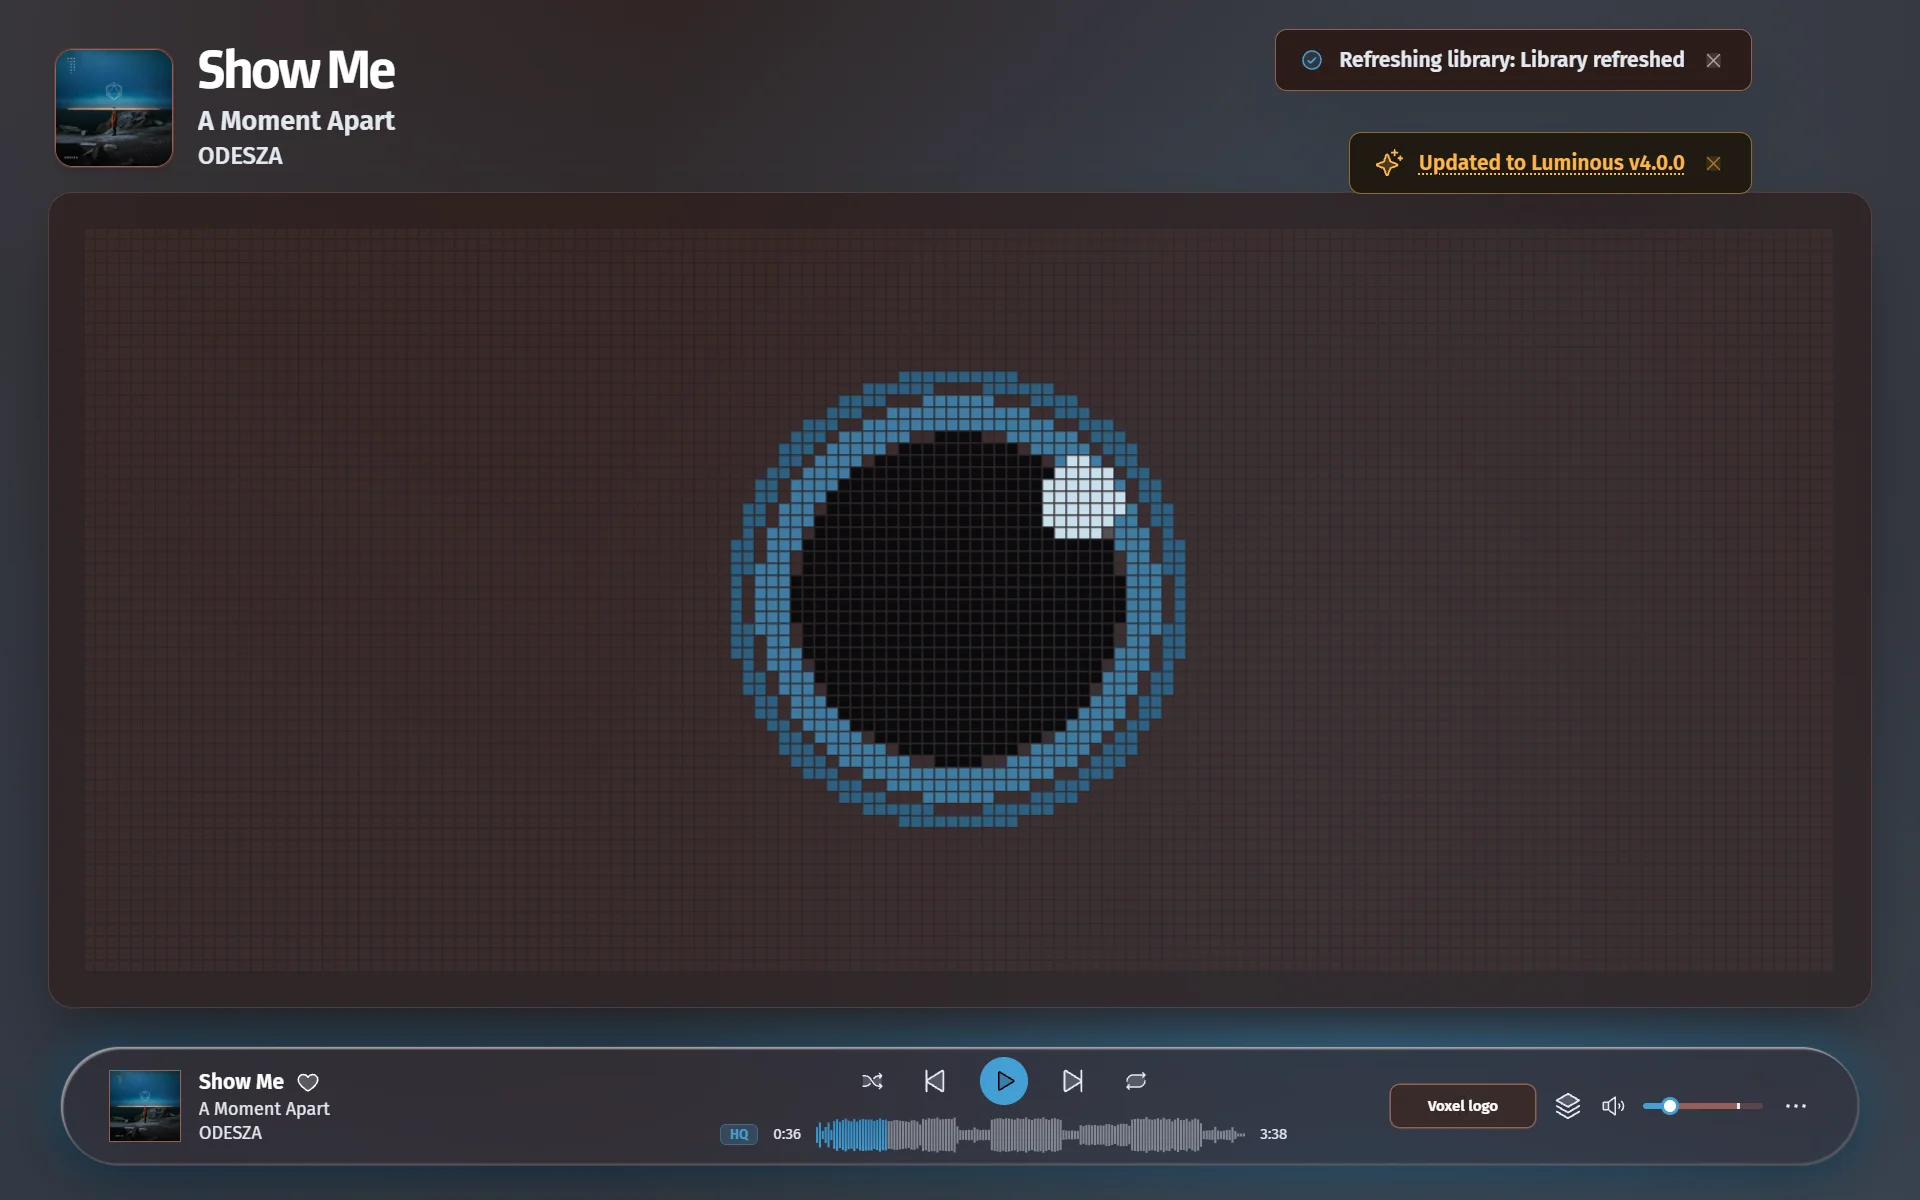 Show Me
A Moment Apart
ODESZA
Refreshing library: Library refreshed
Updated to Luminous v4.0.0
Show Me
A Moment Apart
ODESZA
HQ
0:36
3:38
Voxel logo